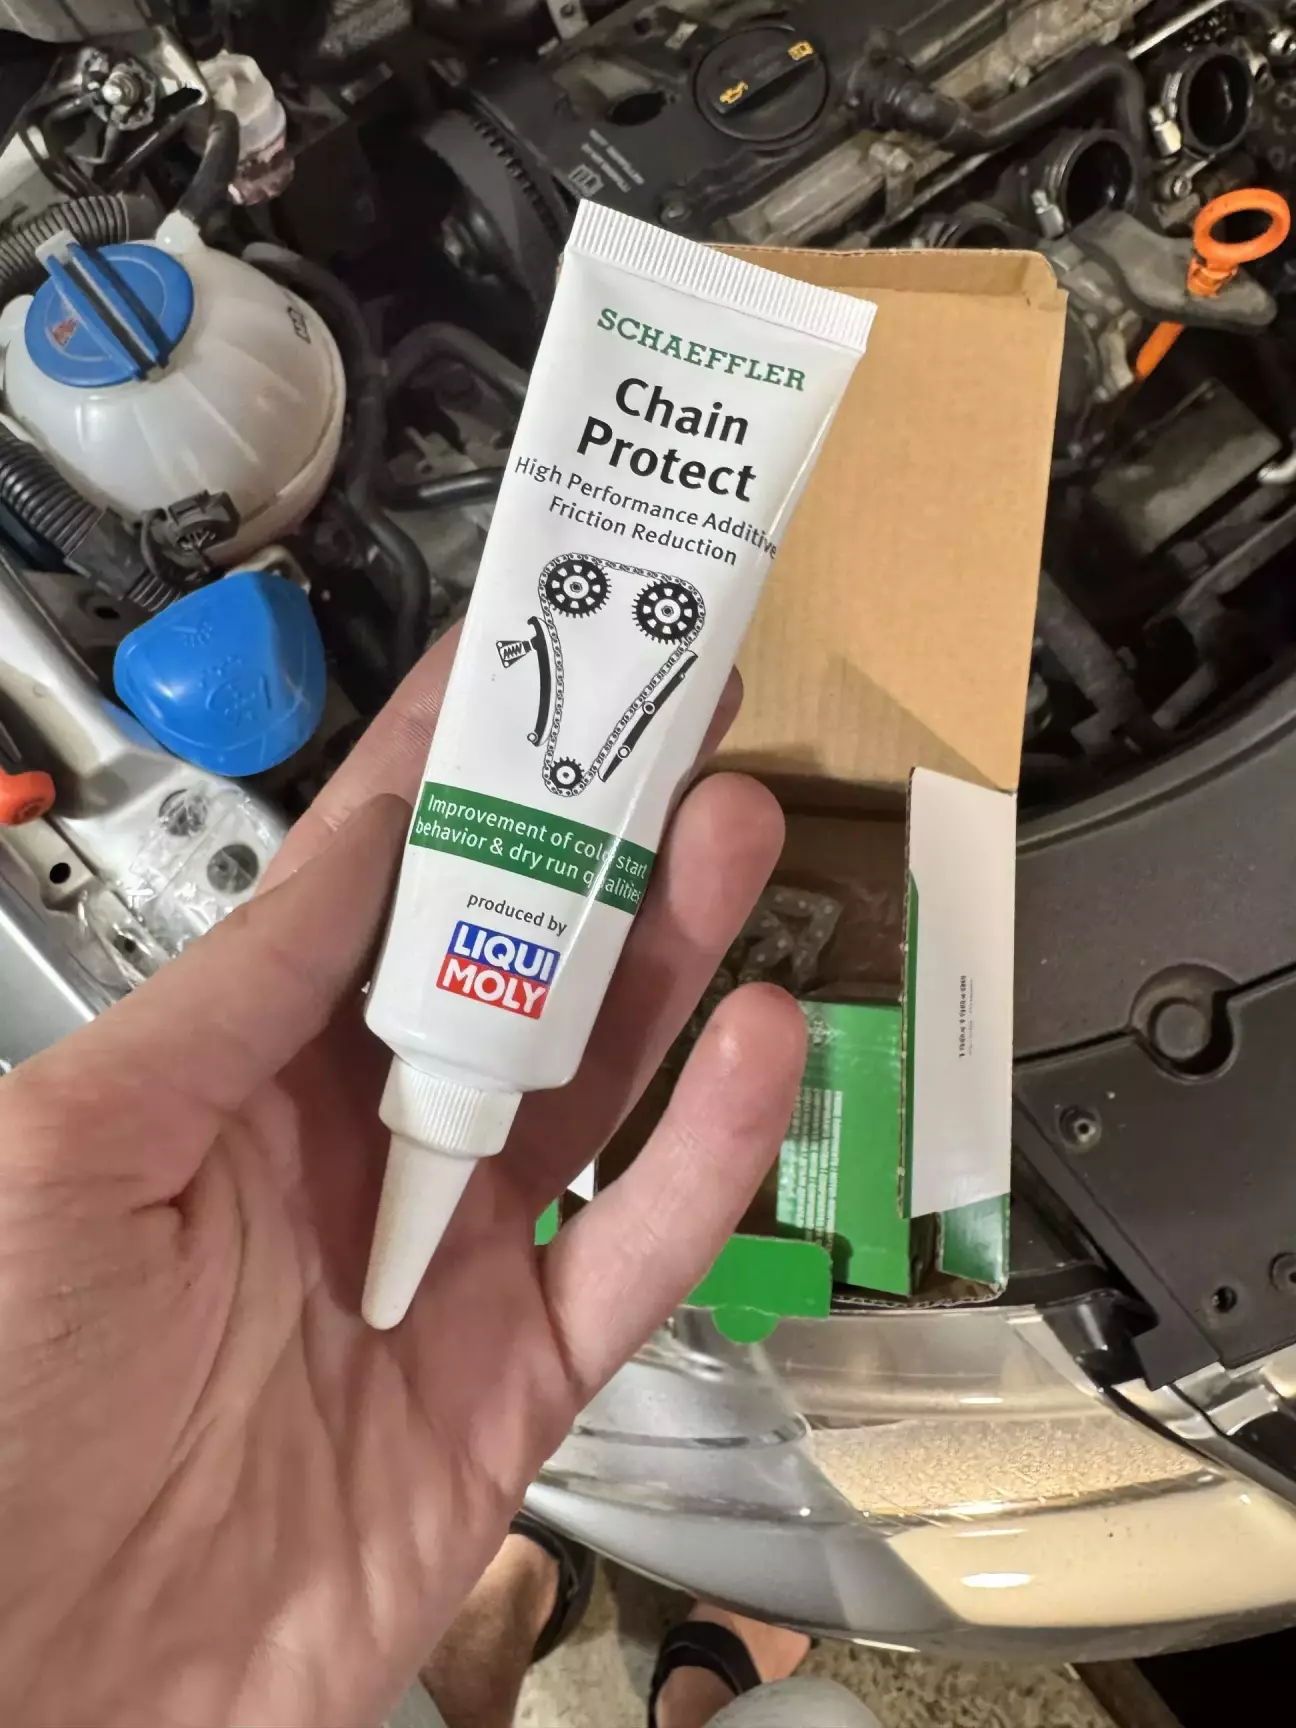 SCHAEFFLER
Chain
Protect
High Performance Additive
Friction Reduction
Improvement of cold start
behavior & dry run qualities
produced by
LIQUI
MOLY